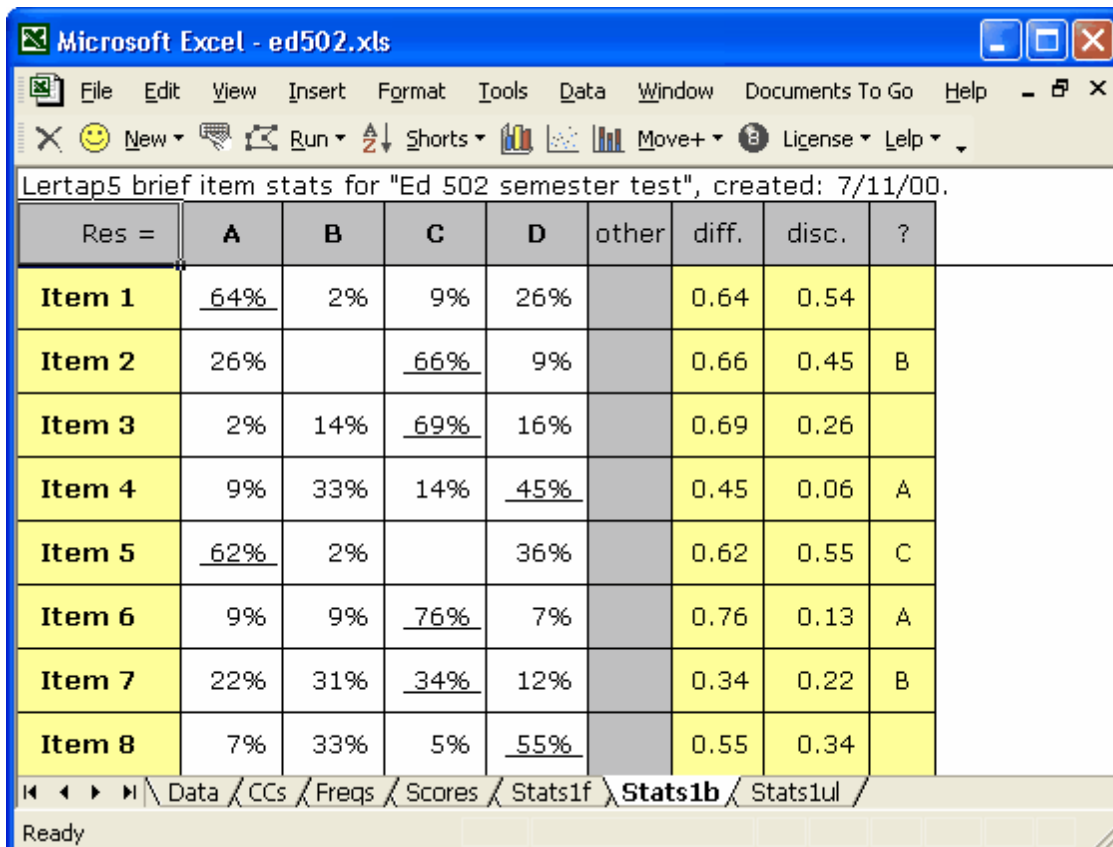 Microsoft Excel - ed502.xls
File Edit View Insert Format Tools Data Window Documents To Go Help
New Run Shorts Move+ License Lelp
Lertap5 brief item stats for "Ed 502 semester test", created: 7/11/00.
Res = A B C D other diff. disc. ?
Item 1 64% 2% 9% 26% 0.64 0.54
Item 2 26% 66% 9% 0.66 0.45 B
Item 3 2% 14% 69% 16% 0.69 0.26
Item 4 9% 33% 14% 45% 0.45 0.06 A
Item 5 62% 2% 36% 0.62 0.55 C
Item 6 9% 9% 76% 7% 0.76 0.13 A
Item 7 22% 31% 34% 12% 0.34 0.22 B
Item 8 7% 33% 5% 55% 0.55 0.34
Data CCs Freqs Scores Stats1f Stats1b Stats1ul
Ready